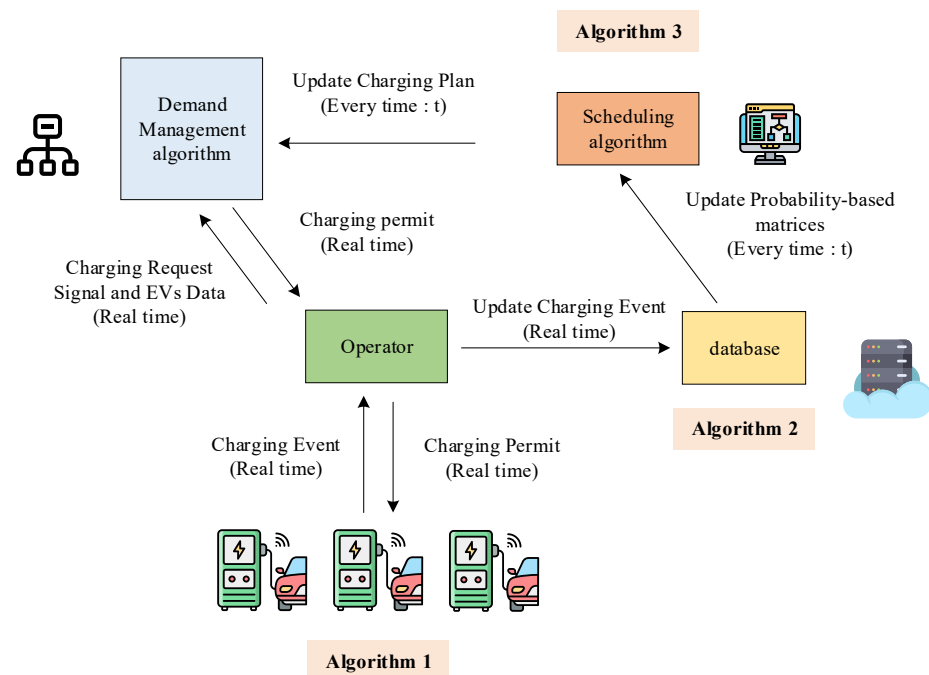 Algorithm 3
Update Charging Plan
(Every time : t)
Demand
Management
algorithm
Scheduling
algorithm
Update Probability-based
matrices
(Every time : t)
Charging permit
(Real time)
Charging Request
Signal and EVs Data
(Real time)
Update Charging Event
(Real time)
Operator
database
Algorithm 2
Charging Event
(Real time)
Charging Permit
(Real time)
Algorithm 1